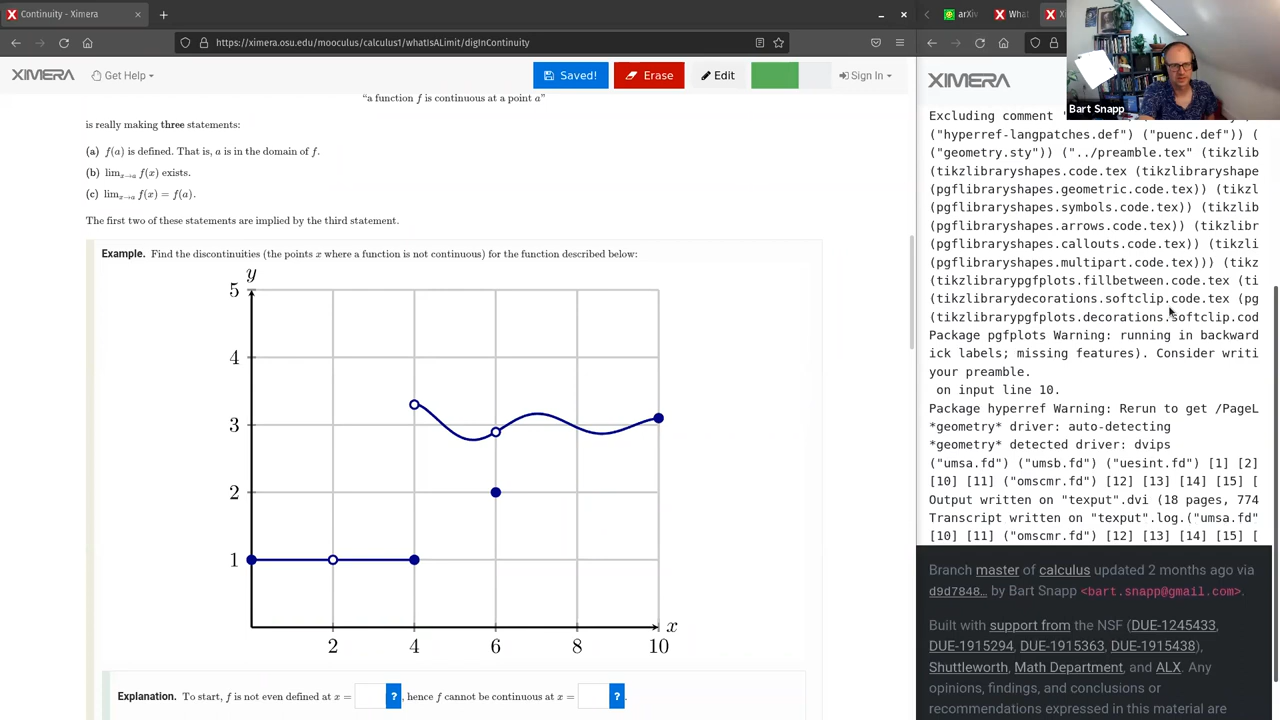 Continuity - Ximera
arXiv
What
Xi
https://ximera.osu.edu/mooculus/calculus1/whatIsALimit/digInContinuity
Bart Snapp
XIMERA
Get Help
Saved!
Erase
Edit
Sign In
“a function f is continuous at a point a”
is really making three statements:
(a) f(a) is defined. That is, a is in the domain of f.
(b) limₓ→ₐ f(x) exists.
(c) limₓ→ₐ f(x) = f(a).
The first two of these statements are implied by the third statement.
Example. Find the discontinuities (the points x where a function is not continuous) for the function described below:
y
5
4
3
2
1
2 4 6 8 10
x
Explanation. To start, f is not even defined at x = ? , hence f cannot be continuous at x = ? .
XIMERA
Excluding comment '
("hyperref-langpatches.def") ("puenc.def")) (
("geometry.sty")) ("../preamble.tex" (tikzlib
(tikzlibraryshapes.code.tex (tikzlibraryshape
(pgflibraryshapes.geometric.code.tex)) (tikzl
(pgflibraryshapes.symbols.code.tex)) (tikzlib
(pgflibraryshapes.arrows.code.tex)) (tikzlibr
(pgflibraryshapes.callouts.code.tex)) (tikzli
(pgflibraryshapes.multipart.code.tex))) (tikz
(tikzlibrarypgfplots.fillbetween.code.tex (ti
(tikzlibrarydecorations.softclip.code.tex (pg
(tikzlibrarypgfplots.decorations.softclip.cod
Package pgfplots Warning: running in backward
ick labels; missing features). Consider writi
your preamble.
on input line 10.
Package hyperref Warning: Rerun to get /PageL
*geometry* driver: auto-detecting
*geometry* detected driver: dvips
("umsa.fd") ("umsb.fd") ("uesint.fd") [1] [2]
[10] [11] ("omscmr.fd") [12] [13] [14] [15] [
Output written on "texput".dvi (18 pages, 774
Transcript written on "texput".log.("umsa.fd"
[10] [11] ("omscmr.fd") [12] [13] [14] [15] [
Branch master of calculus updated 2 months ago via
d9d7848… by Bart Snapp <bart.snapp@gmail.com>.
Built with support from the NSF (DUE-1245433,
DUE-1915294, DUE-1915363, DUE-1915438),
Shuttleworth, Math Department, and ALX. Any
opinions, findings, and conclusions or
recommendations expressed in this material are